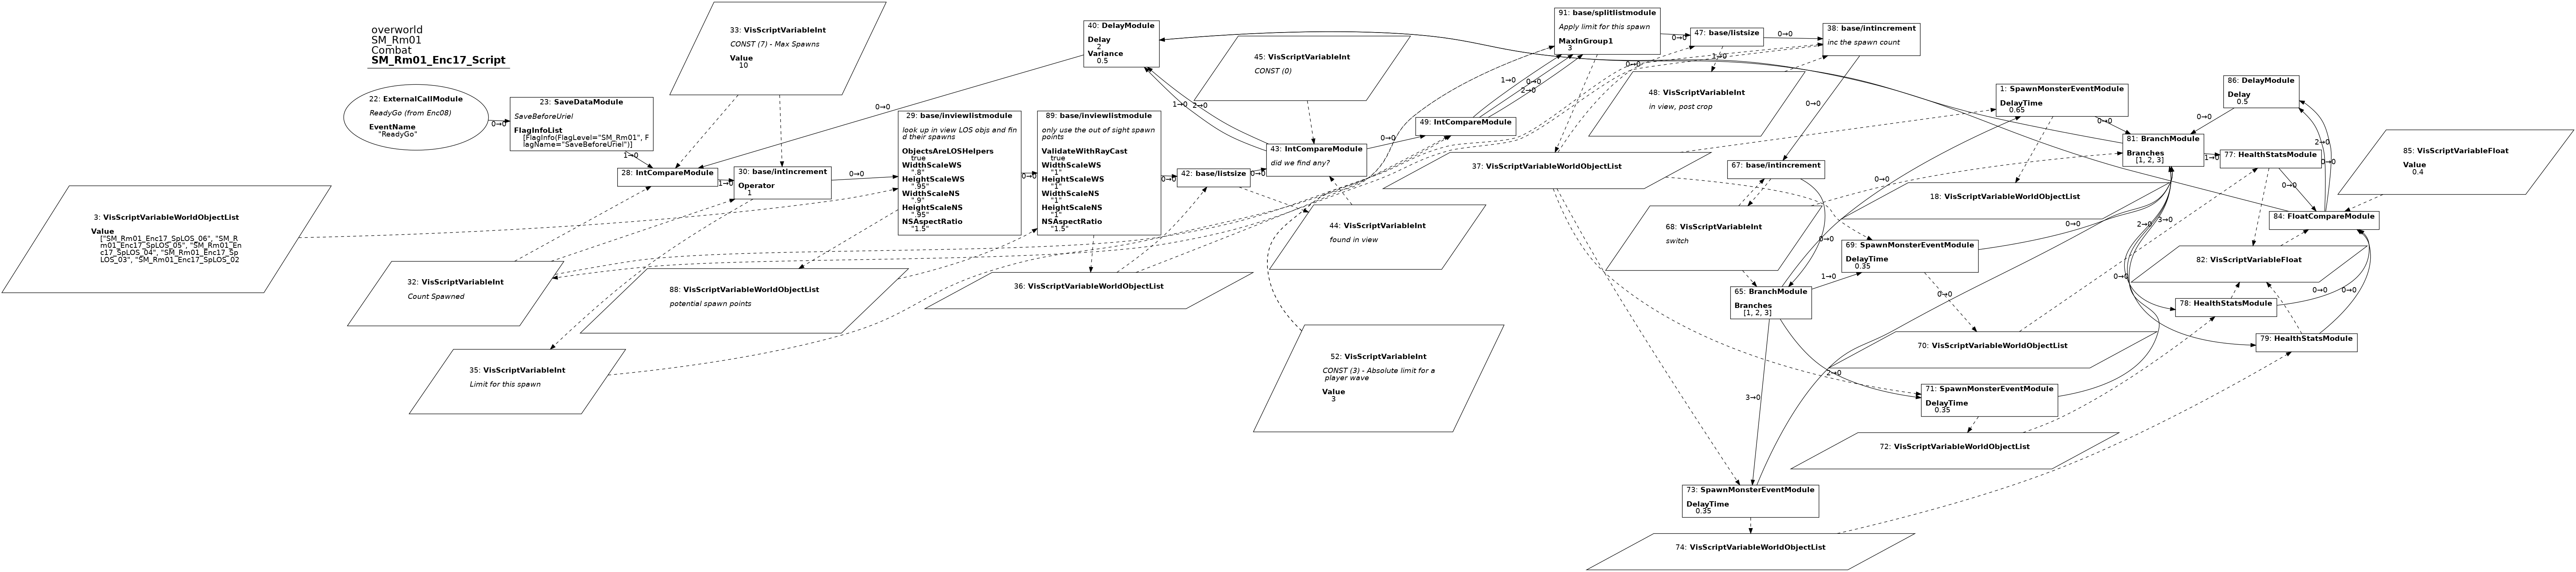 overworld
SM_Rm01
Combat
SM_Rm01_Enc17_Script
22: ExternalCallModule
ReadyGo (from Enc08)
EventName
"ReadyGo"
0→0
23: SaveDataModule
SaveBeforeUriel
FlagInfoList
[FlagInfo(FlagLevel="SM_Rm01", F
lagName="SaveBeforeUriel")]
1→0
33: VisScriptVariableInt
CONST (7) - Max Spawns
Value
10
3: VisScriptVariableWorldObjectList
Value
["SM_Rm01_Enc17_SpLOS_06", "SM_R
m01_Enc17_SpLOS_05", "SM_Rm01_En
c17_SpLOS_04", "SM_Rm01_Enc17_Sp
LOS_03", "SM_Rm01_Enc17_SpLOS_02
28: IntCompareModule
1→0
30: base/intincrement
Operator
1
0→0
32: VisScriptVariableInt
Count Spawned
35: VisScriptVariableInt
Limit for this spawn
88: VisScriptVariableWorldObjectList
potential spawn points
29: base/inviewlistmodule
look up in view LOS objs and fin
d their spawns
ObjectsAreLOSHelpers
true
WidthScaleWS
".8"
HeightScaleWS
".95"
WidthScaleNS
".9"
HeightScaleNS
".95"
NSAspectRatio
"1.5"
0→0
89: base/inviewlistmodule
only use the out of sight spawn
points
ValidateWithRayCast
true
WidthScaleWS
"1"
HeightScaleWS
"1"
WidthScaleNS
"1"
HeightScaleNS
"1"
NSAspectRatio
"1.5"
0→0
36: VisScriptVariableWorldObjectList
40: DelayModule
Delay
2
Variance
0.5
0→0
42: base/listsize
0→0
45: VisScriptVariableInt
CONST (0)
1→0
2→0
43: IntCompareModule
did we find any?
0→0
44: VisScriptVariableInt
found in view
52: VisScriptVariableInt
CONST (3) - Absolute limit for a
player wave
Value
3
49: IntCompareModule
1→0
0→0
2→0
91: base/splitlistmodule
Apply limit for this spawn
MaxInGroup1
3
0→0
47: base/listsize
0→0
1→0
0→0
38: base/intincrement
inc the spawn count
0→0
48: VisScriptVariableInt
in view, post crop
37: VisScriptVariableWorldObjectList
67: base/intincrement
0→0
68: VisScriptVariableInt
switch
65: BranchModule
Branches
[1, 2, 3]
0→0
1→0
2→0
3→0
1: SpawnMonsterEventModule
DelayTime
0.65
0→0
18: VisScriptVariableWorldObjectList
69: SpawnMonsterEventModule
DelayTime
0.35
0→0
70: VisScriptVariableWorldObjectList
0→0
71: SpawnMonsterEventModule
DelayTime
0.35
0→0
72: VisScriptVariableWorldObjectList
73: SpawnMonsterEventModule
DelayTime
0.35
74: VisScriptVariableWorldObjectList
86: DelayModule
Delay
0.5
0→0
81: BranchModule
Branches
[1, 2, 3]
1→0
2→0
3→0
77: HealthStatsModule
0→0
2→0
0→0
84: FloatCompareModule
85: VisScriptVariableFloat
Value
0.4
82: VisScriptVariableFloat
78: HealthStatsModule
0→0
0→0
79: HealthStatsModule